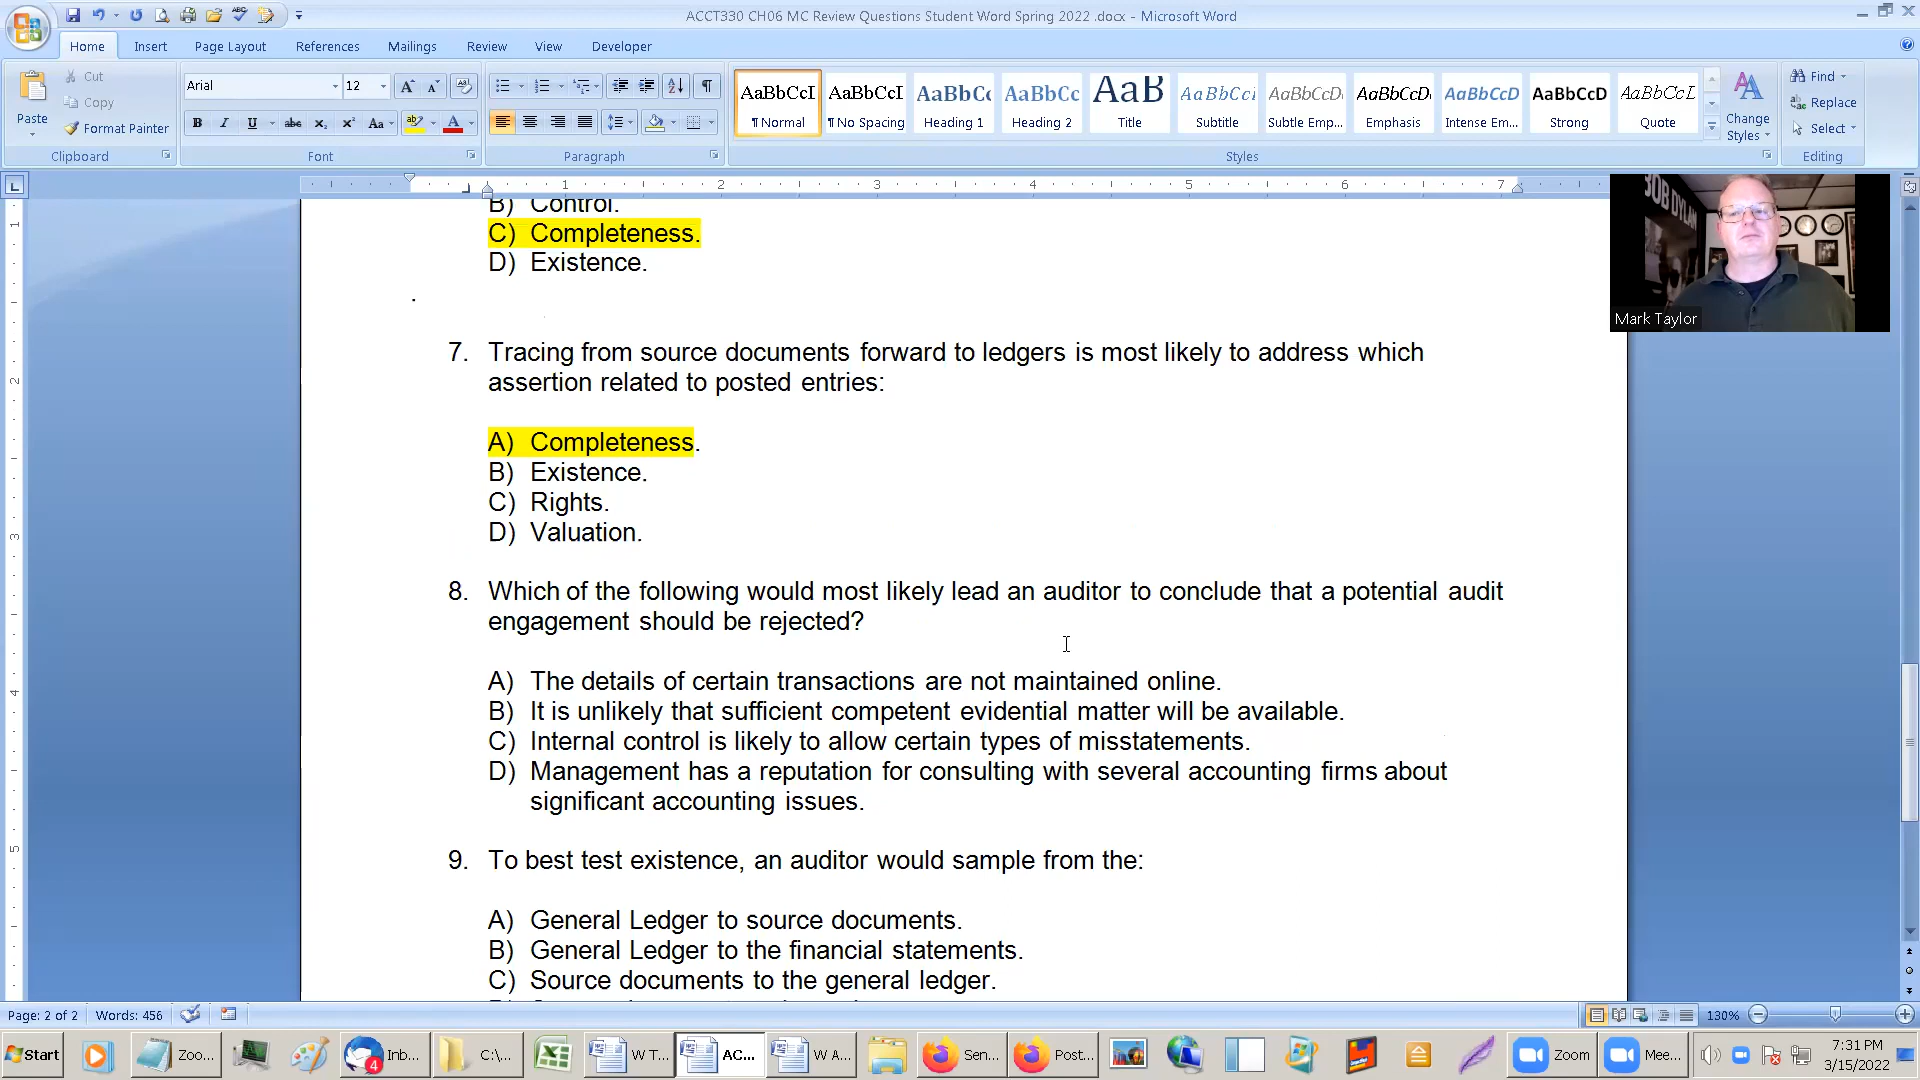 ACCT330 CH06 MC Review Questions Student Word Spring 2022 .docx - Microsoft Word
Home Insert Page Layout References Mailings Review View Developer
Paste
Cut
Copy
Format Painter
Clipboard
Arial 12
Font
Paragraph
AaBbCcI AaBbCcI AaBbCc AaBbCc AaB AaBbCcI AaBbCcD AaBbCcD AaBbCcD AaBbCcD AaBbCcL
¶ Normal ¶ No Spacing Heading 1 Heading 2 Title Subtitle Subtle Emp... Emphasis Intense Em... Strong Quote
Styles
Change Styles
Find
Replace
Select
Editing
1 2 3 4 5 6 7
B) Control.
C) Completeness.
D) Existence.
.
7. Tracing from source documents forward to ledgers is most likely to address which
assertion related to posted entries:
A) Completeness.
B) Existence.
C) Rights.
D) Valuation.
8. Which of the following would most likely lead an auditor to conclude that a potential audit
engagement should be rejected?
A) The details of certain transactions are not maintained online.
B) It is unlikely that sufficient competent evidential matter will be available.
C) Internal control is likely to allow certain types of misstatements.
D) Management has a reputation for consulting with several accounting firms about
significant accounting issues.
9. To best test existence, an auditor would sample from the:
A) General Ledger to source documents.
B) General Ledger to the financial statements.
C) Source documents to the general ledger.
BOB DYLAN
Mark Taylor
Page: 2 of 2 Words: 456 130%
Start Zoo... Inb... 4 C:\... W T... AC... W A... Sen... Post... Zoom Mee... 7:31 PM
3/15/2022